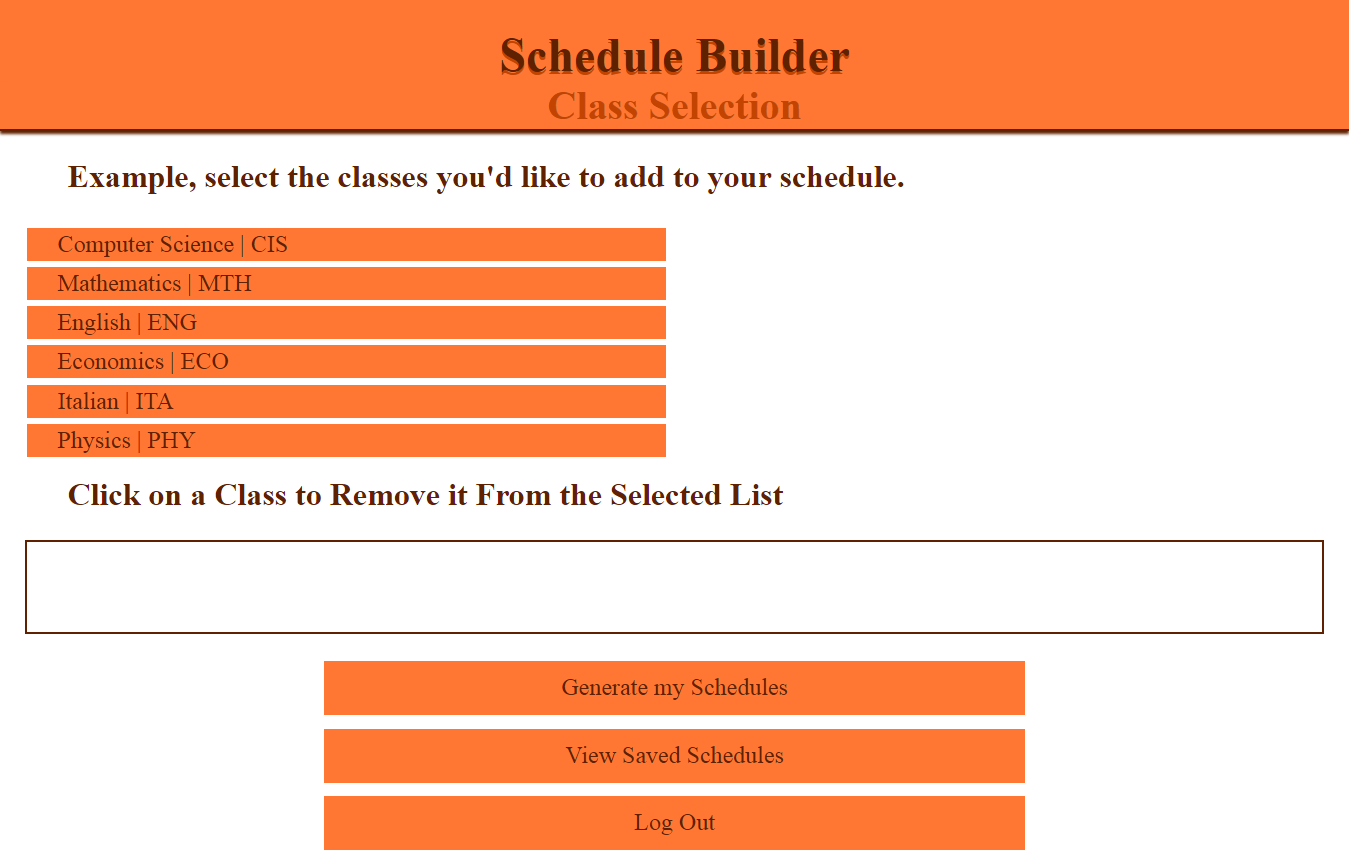 Schedule Builder
Class Selection
Example, select the classes you'd like to add to your schedule.
Computer Science | CIS
Mathematics | MTH
English | ENG
Economics | ECO
Italian | ITA
Physics | PHY
Click on a Class to Remove it From the Selected List
Generate my Schedules
View Saved Schedules
Log Out